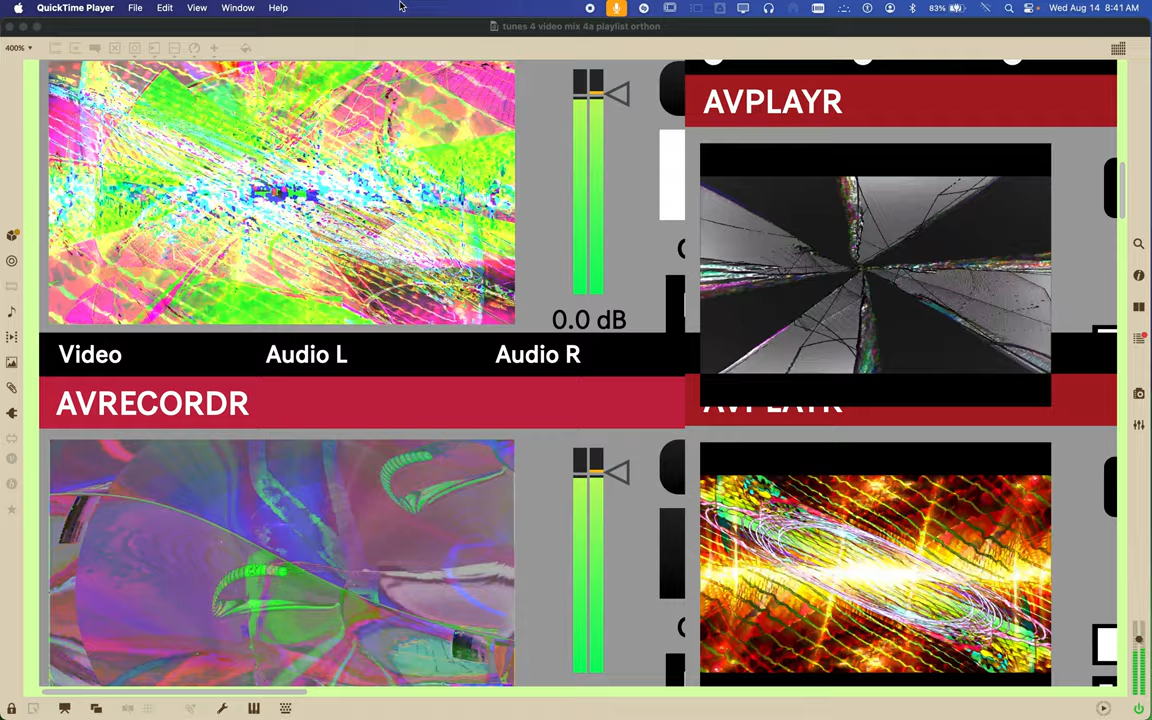 QuickTime Player File Edit View Window Help 83% Wed Aug 14 8:41 AM
tunes 4 video mix 4a playlist orthon
400%
AVPLAYR
0.0 dB
Video Audio L Audio R
AVRECORDR
AVPLAYR